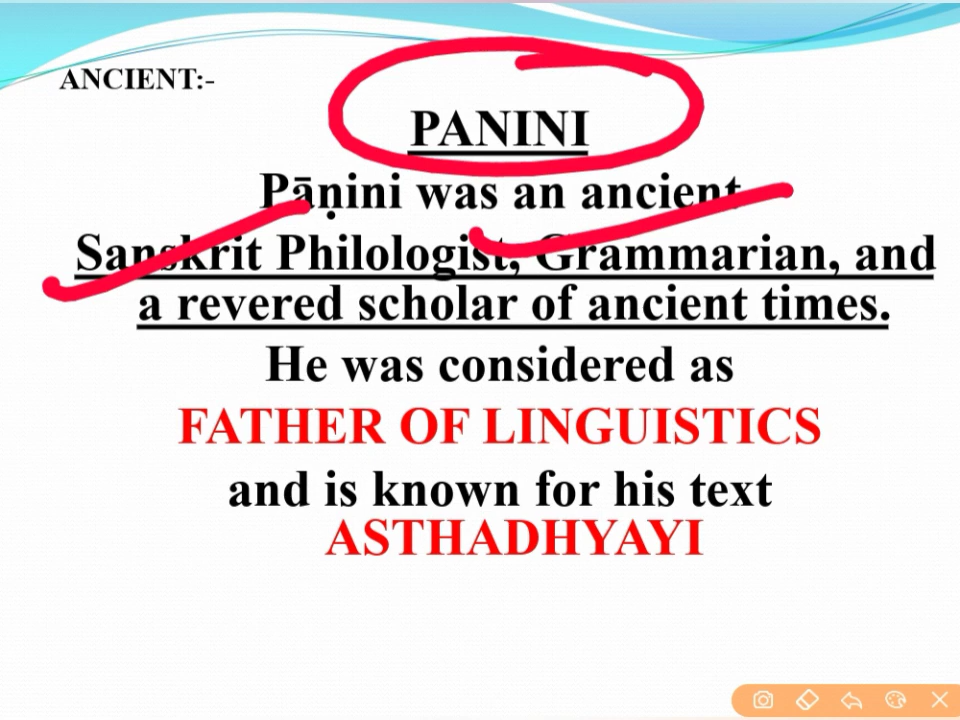 ANCIENT:-
PANINI
Pāṇini was an ancient
Sanskrit Philologist, Grammarian, and
a revered scholar of ancient times.
He was considered as
FATHER OF LINGUISTICS
and is known for his text
ASTHADHYAYI